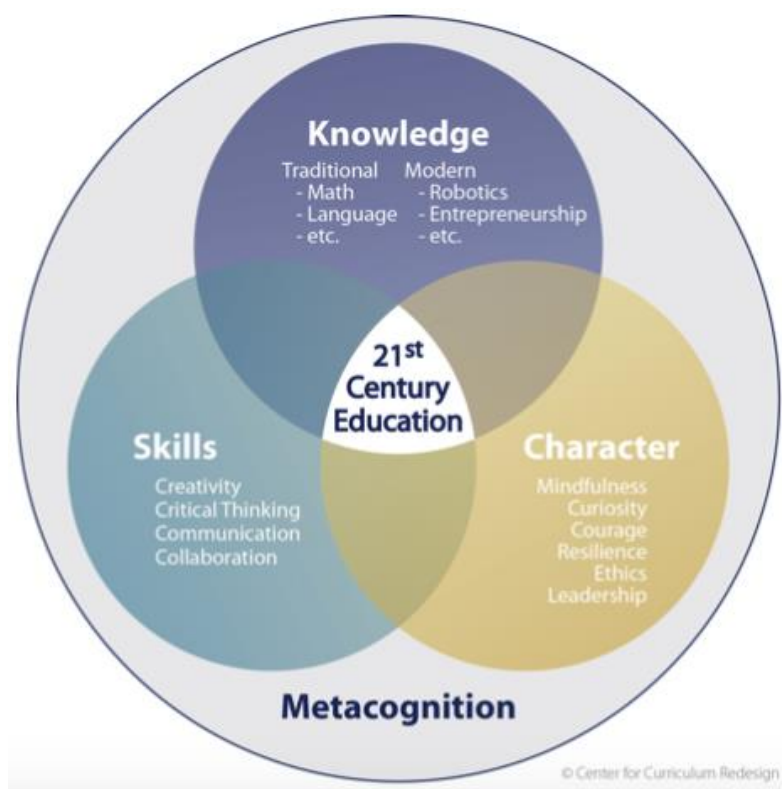 Knowledge
Traditional
- Math
- Language
- etc.
Modern
- Robotics
- Entrepreneurship
- etc.
21st
Century
Education
Skills
Creativity
Critical Thinking
Communication
Collaboration
Character
Mindfulness
Curiosity
Courage
Resilience
Ethics
Leadership
Metacognition
© Center for Curriculum Redesign